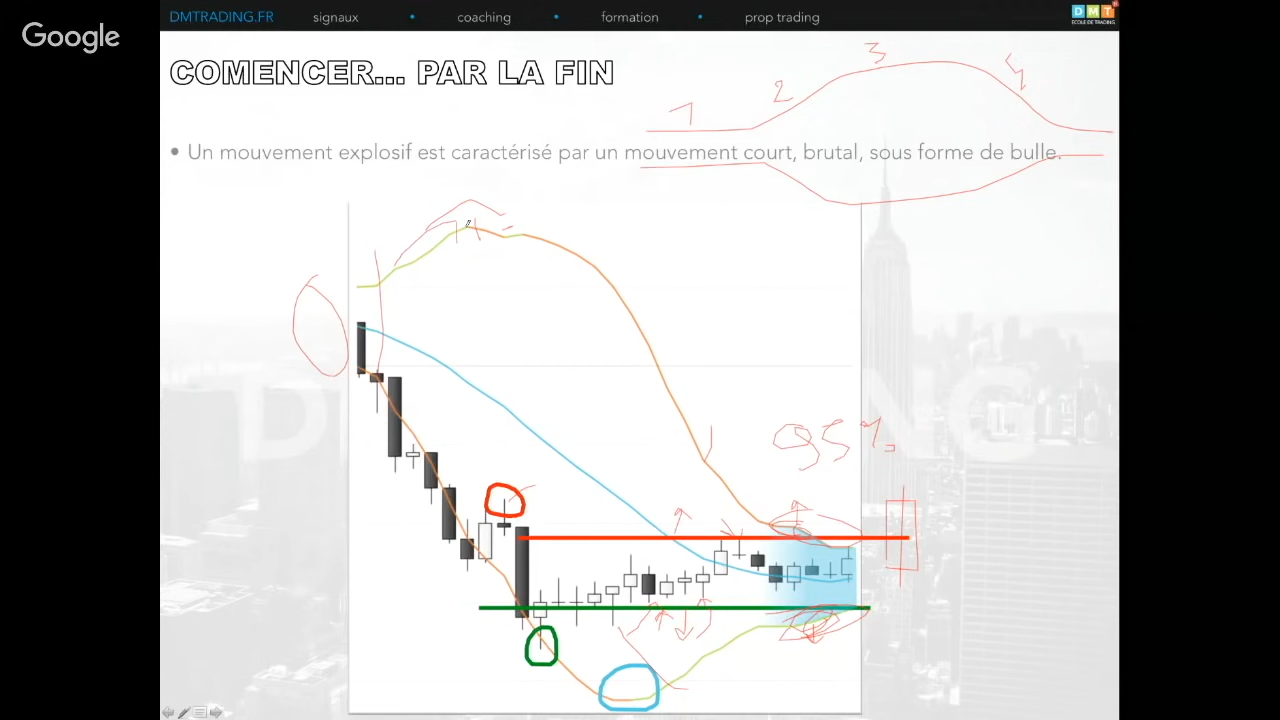 Google
DMTRADING.FR signaux • coaching • formation • prop trading
DMT
ECOLE DE TRADING
COMENCER... PAR LA FIN
1 2 3 4
• Un mouvement explosif est caractérisé par un mouvement court, brutal, sous forme de bulle.
95 %